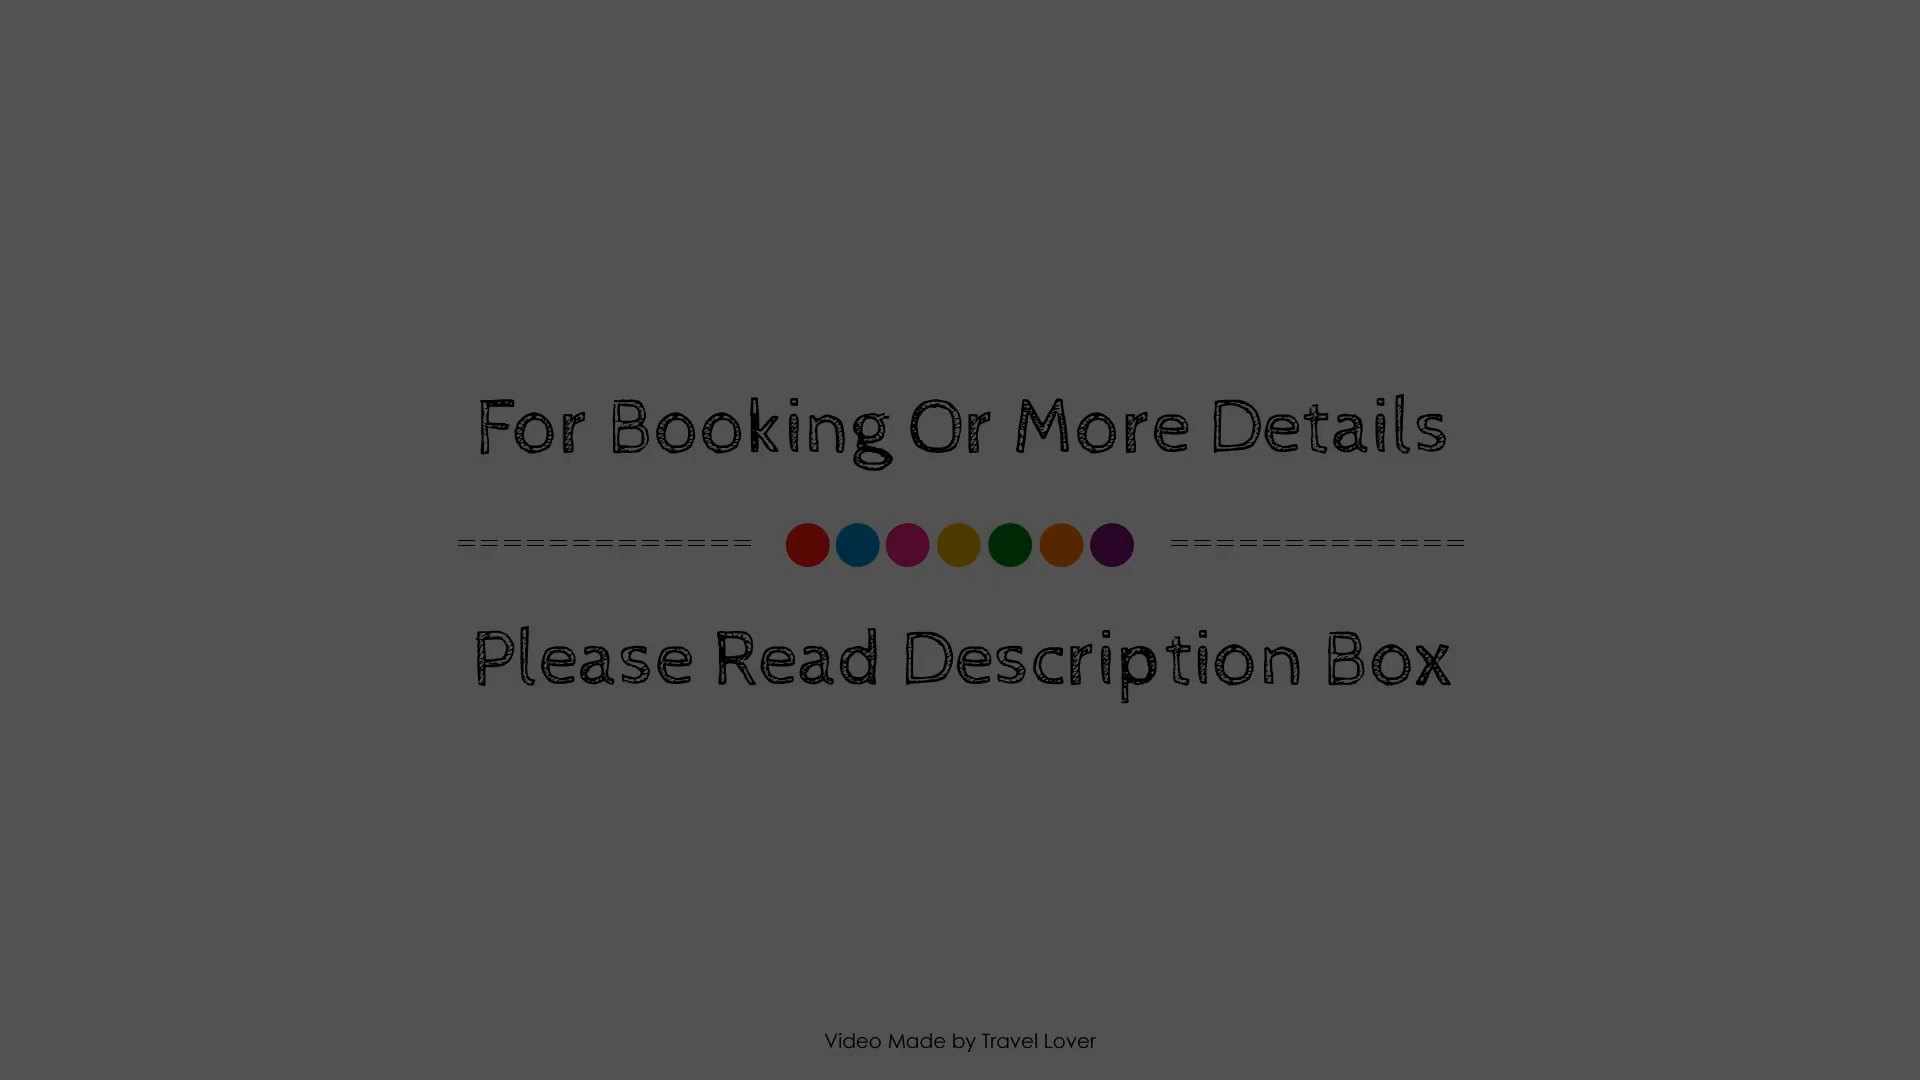 For Booking Or More Details
============= =============
Please Read Description Box
Video Made by Travel Lover